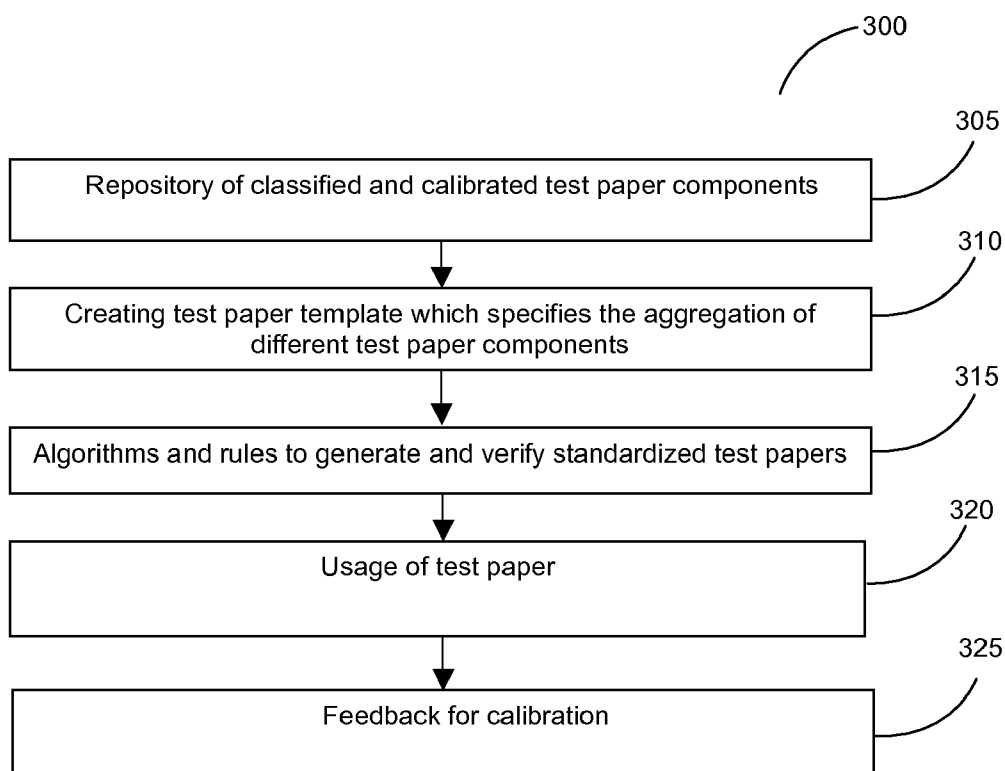 300
305
Repository of classified and calibrated test paper components
310
Creating test paper template which specifies the aggregation of
different test paper components
315
Algorithms and rules to generate and verify standardized test papers
320
Usage of test paper
325
Feedback for calibration